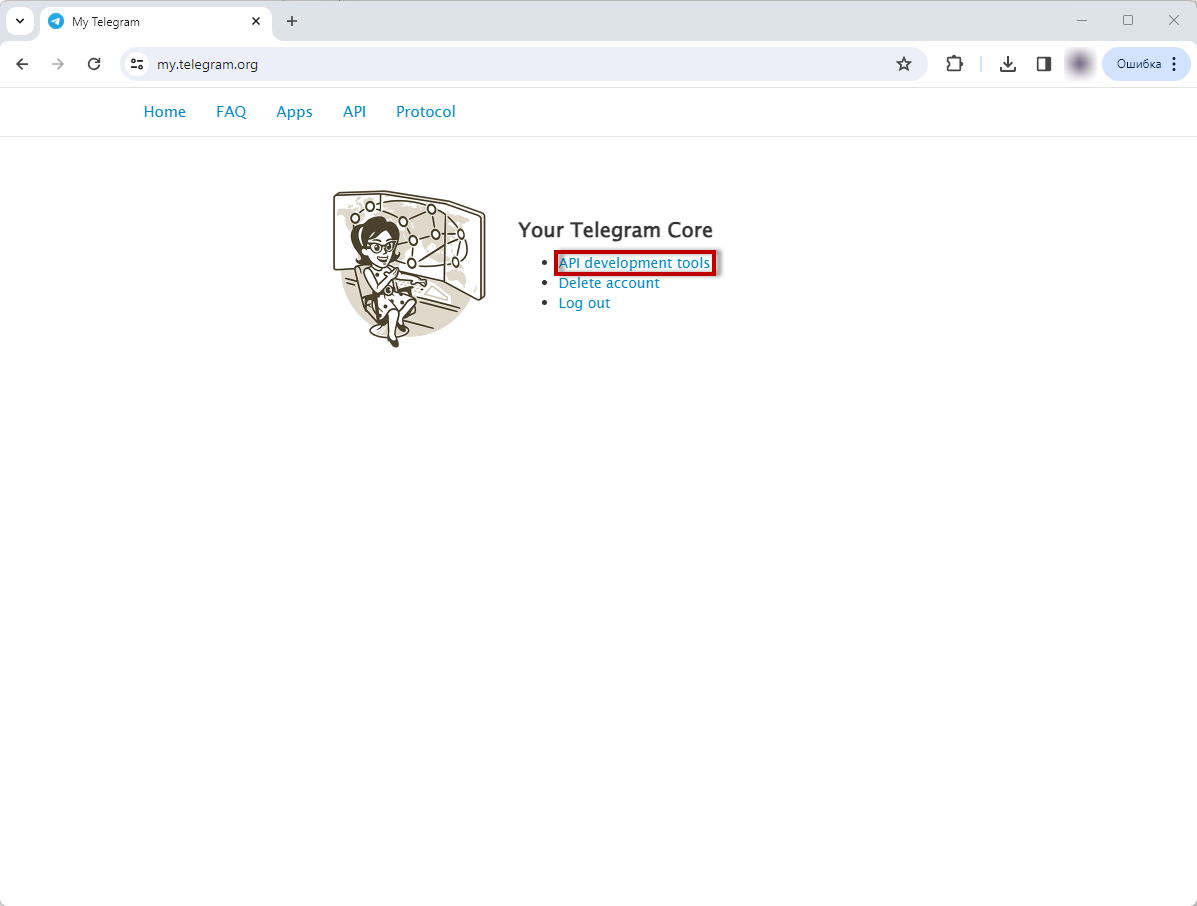 My Telegram
my.telegram.org
Ошибка
Home FAQ Apps API Protocol
Your Telegram Core
API development tools
Delete account
Log out